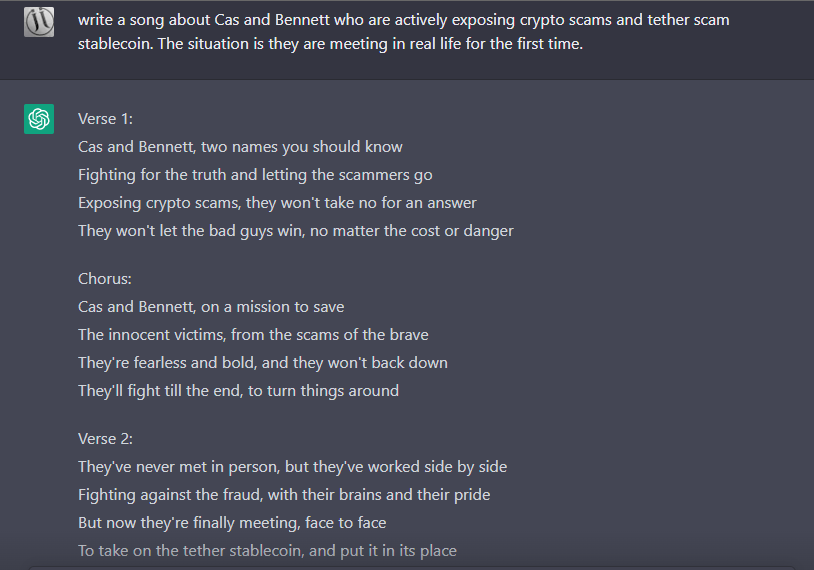 write a song about Cas and Bennett who are actively exposing crypto scams and tether scam
stablecoin. The situation is they are meeting in real life for the first time.
Verse 1:
Cas and Bennett, two names you should know
Fighting for the truth and letting the scammers go
Exposing crypto scams, they won't take no for an answer
They won't let the bad guys win, no matter the cost or danger
Chorus:
Cas and Bennett, on a mission to save
The innocent victims, from the scams of the brave
They're fearless and bold, and they won't back down
They'll fight till the end, to turn things around
Verse 2:
They've never met in person, but they've worked side by side
Fighting against the fraud, with their brains and their pride
But now they're finally meeting, face to face
To take on the tether stablecoin, and put it in its place